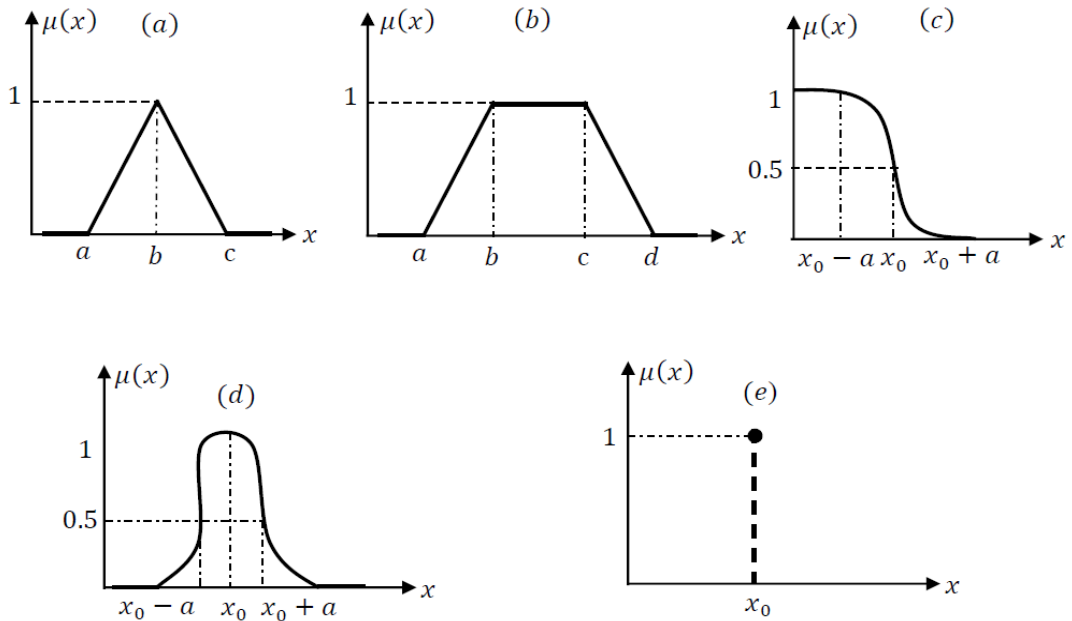 μ(x) (a)
1
a b c x
μ(x) (b)
1
a b c d x
μ(x) (c)
1
0.5
x₀ − a x₀ x₀ + a x
μ(x) (d)
1
0.5
x₀ − a x₀ x₀ + a x
μ(x) (e)
1
x₀ x